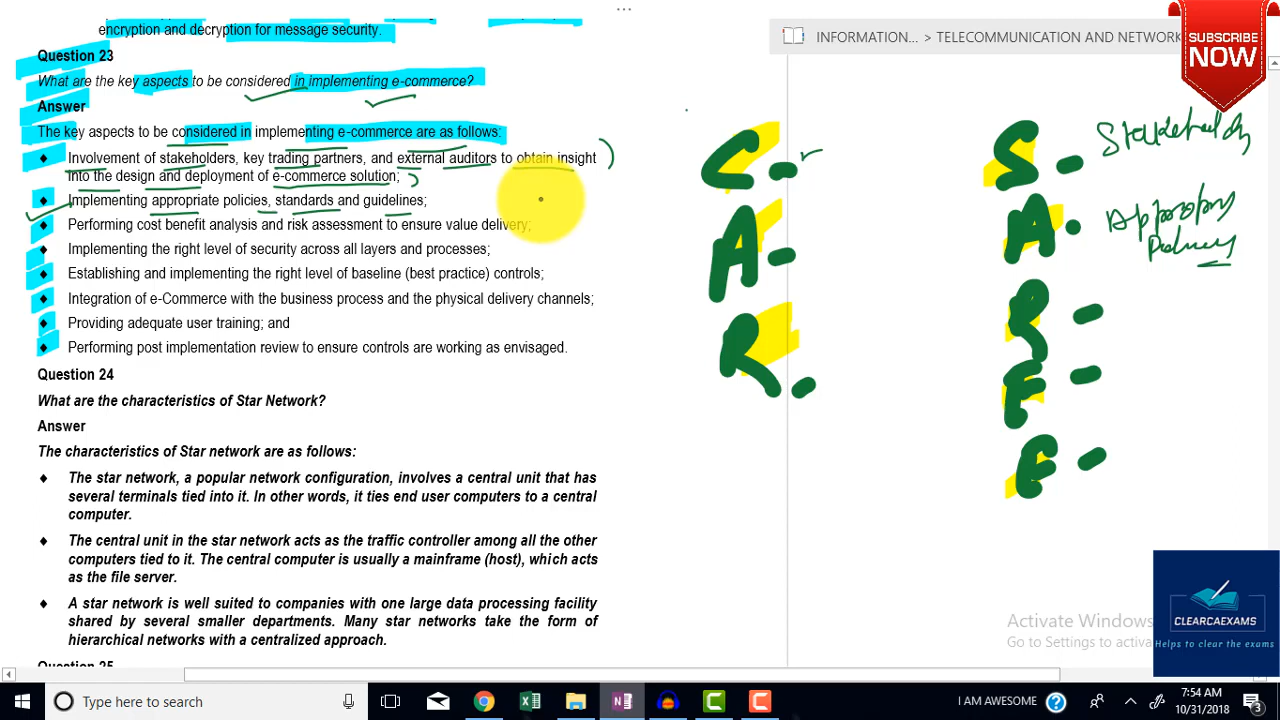 encryption and decryption for message security.
Question 23
What are the key aspects to be considered in implementing e-commerce?
Answer
The key aspects to be considered in implementing e-commerce are as follows:
♦ Involvement of stakeholders, key trading partners, and external auditors to obtain insight
into the design and deployment of e-commerce solution;
♦ Implementing appropriate policies, standards and guidelines;
♦ Performing cost benefit analysis and risk assessment to ensure value delivery;
♦ Implementing the right level of security across all layers and processes;
♦ Establishing and implementing the right level of baseline (best practice) controls;
♦ Integration of e-Commerce with the business process and the physical delivery channels;
♦ Providing adequate user training; and
♦ Performing post implementation review to ensure controls are working as envisaged.
Question 24
What are the characteristics of Star Network?
Answer
The characteristics of Star network are as follows:
♦ The star network, a popular network configuration, involves a central unit that has
several terminals tied into it. In other words, it ties end user computers to a central
computer.
♦ The central unit in the star network acts as the traffic controller among all the other
computers tied to it. The central computer is usually a mainframe (host), which acts
as the file server.
♦ A star network is well suited to companies with one large data processing facility
shared by several smaller departments. Many star networks take the form of
hierarchical networks with a centralized approach.
Question 25
INFORMATION... > TELECOMMUNICATION AND NETWORK
SUBSCRIBE
NOW
C -
A -
R -
S -
A -
R -
F -
E -
Activate Windows
Go to Settings to activa
CLEARCAEXAMS
Helps to clear the exams
Type here to search
I AM AWESOME
7:54 AM
10/31/2018
3